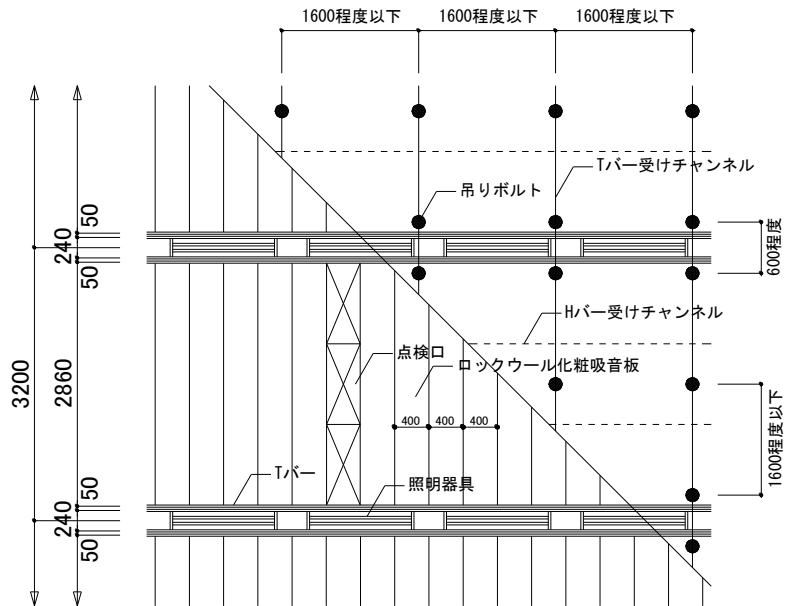 1600程度以下
1600程度以下
1600程度以下
Tバー受けチャンネル
吊りボルト
50
240
50
600程度
Hバー受けチャンネル
点検口
ロックウール化粧吸音板
3200
2860
400
400
400
1600程度以下
Tバー
照明器具
50
240
50